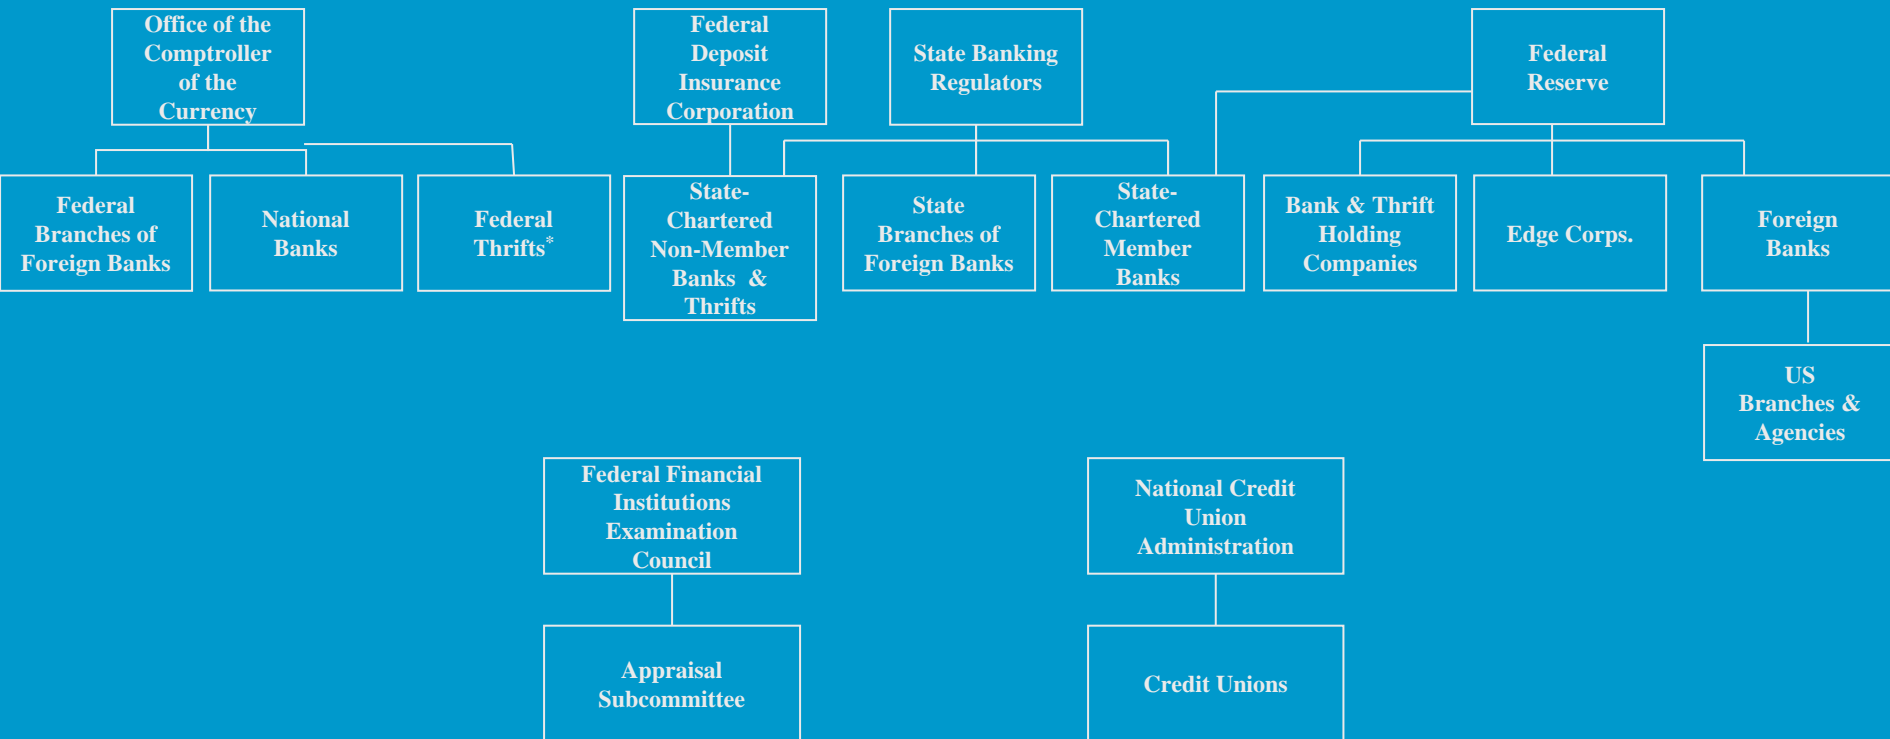 Office of the
Comptroller
of the
Currency
Federal
Deposit
Insurance
Corporation
State Banking
Regulators
Federal
Reserve
Federal
Branches of
Foreign Banks
National
Banks
Federal
Thrifts*
State-
Chartered
Non-Member
Banks &
Thrifts
State
Branches of
Foreign Banks
State-
Chartered
Member
Banks
Bank & Thrift
Holding
Companies
Edge Corps.
Foreign
Banks
US
Branches &
Agencies
Federal Financial
Institutions
Examination
Council
National Credit
Union
Administration
Appraisal
Subcommittee
Credit Unions